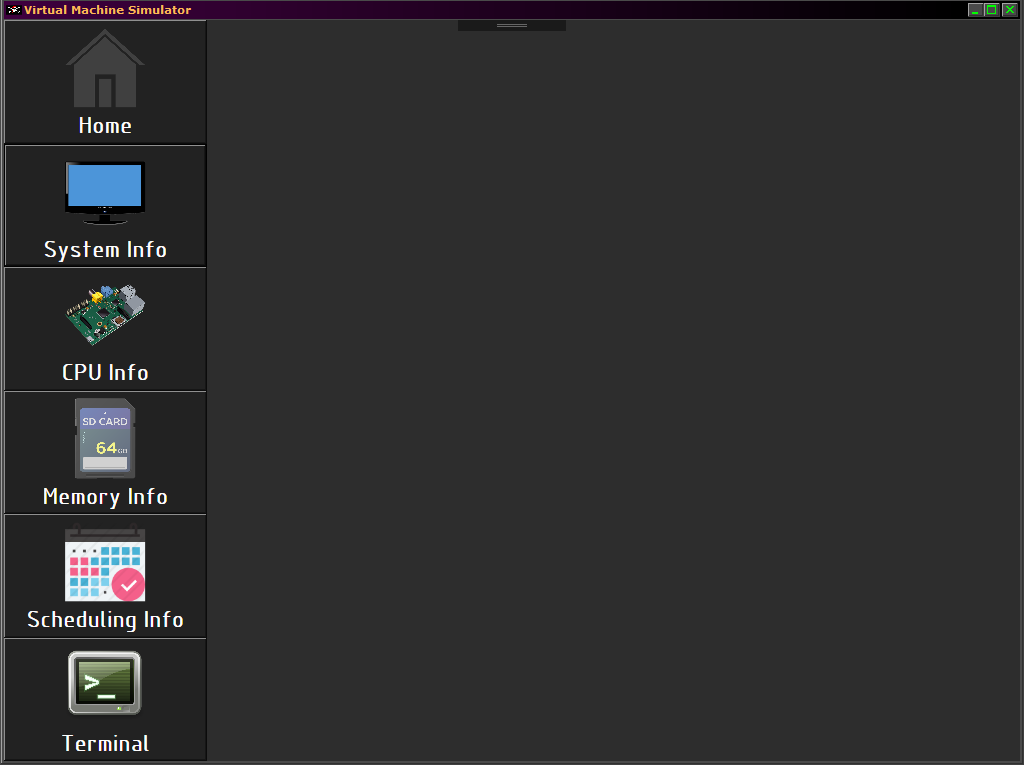 Virtual Machine Simulator
Home
System Info
CPU Info
SD CARD
64GB
Memory Info
Scheduling Info
>_
Terminal